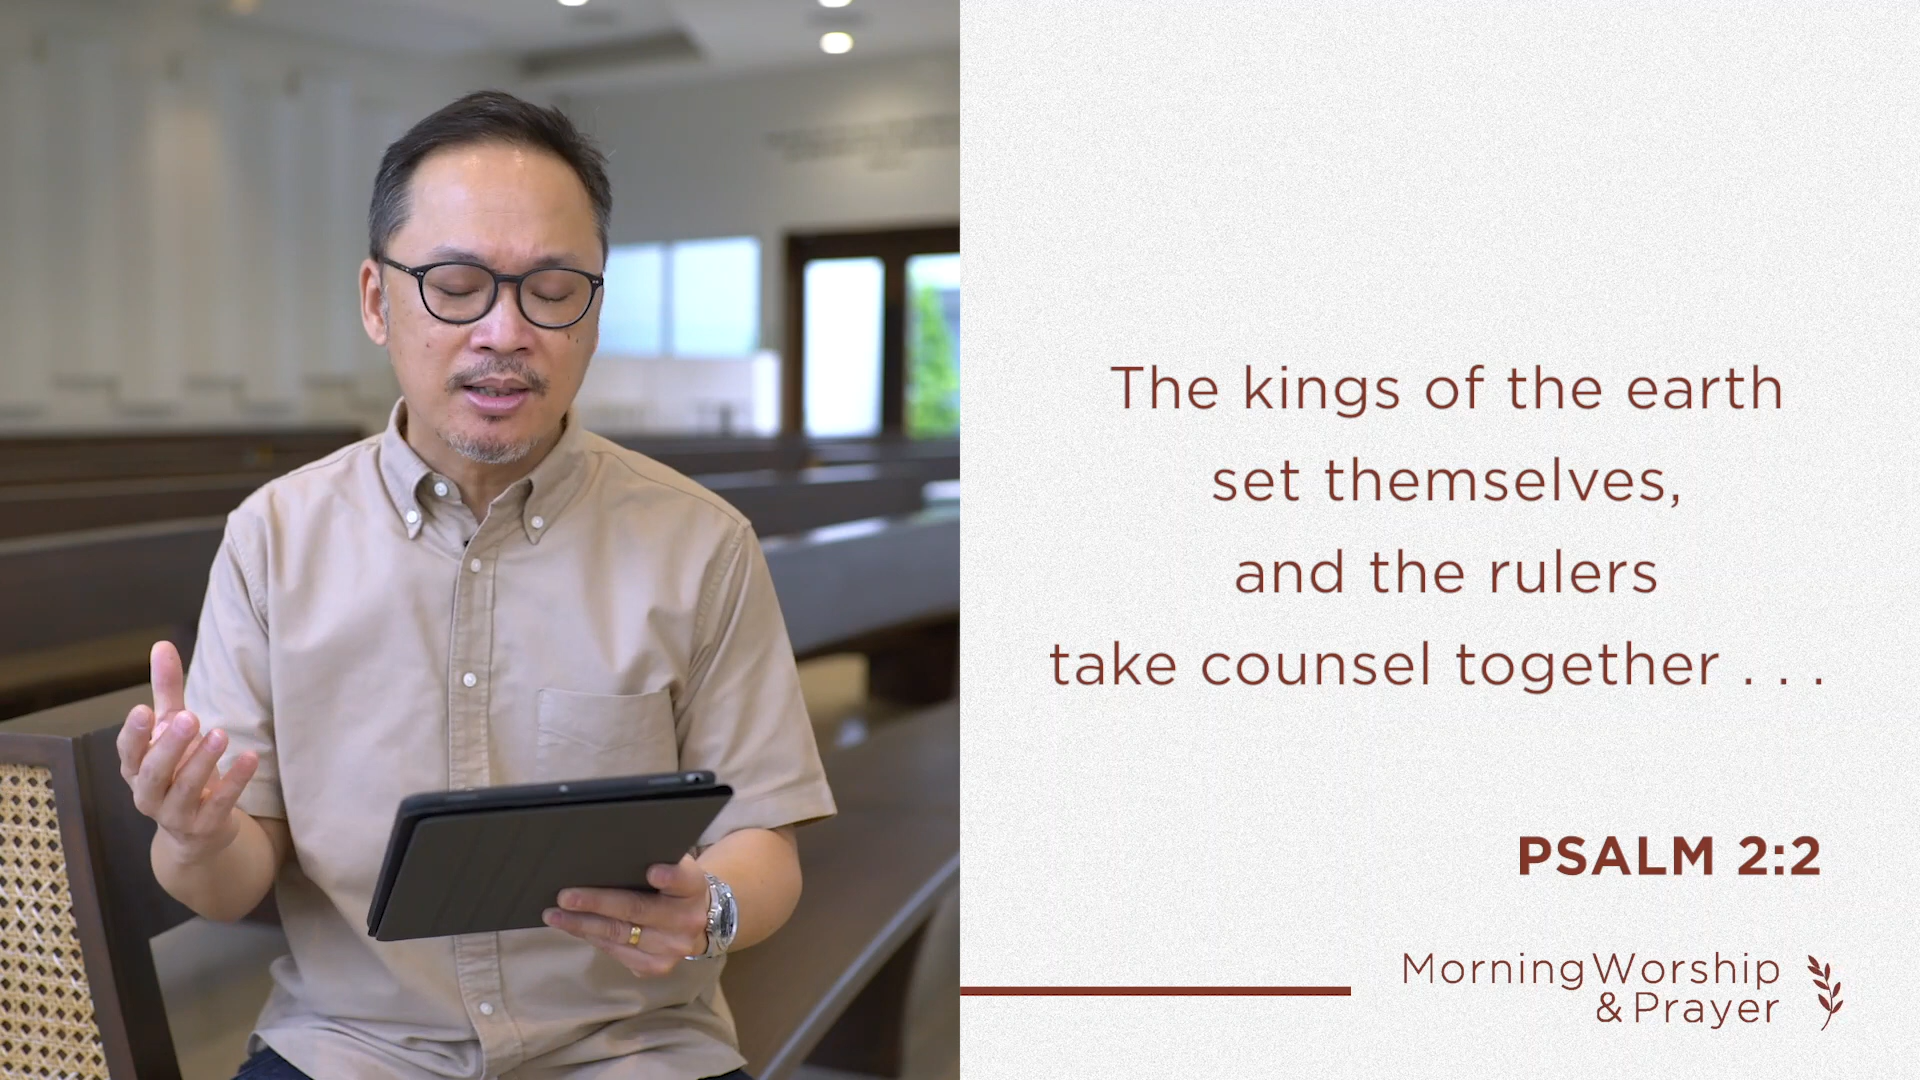 The kings of the earth
set themselves,
and the rulers
take counsel together . . .
PSALM 2:2
Morning Worship
& Prayer